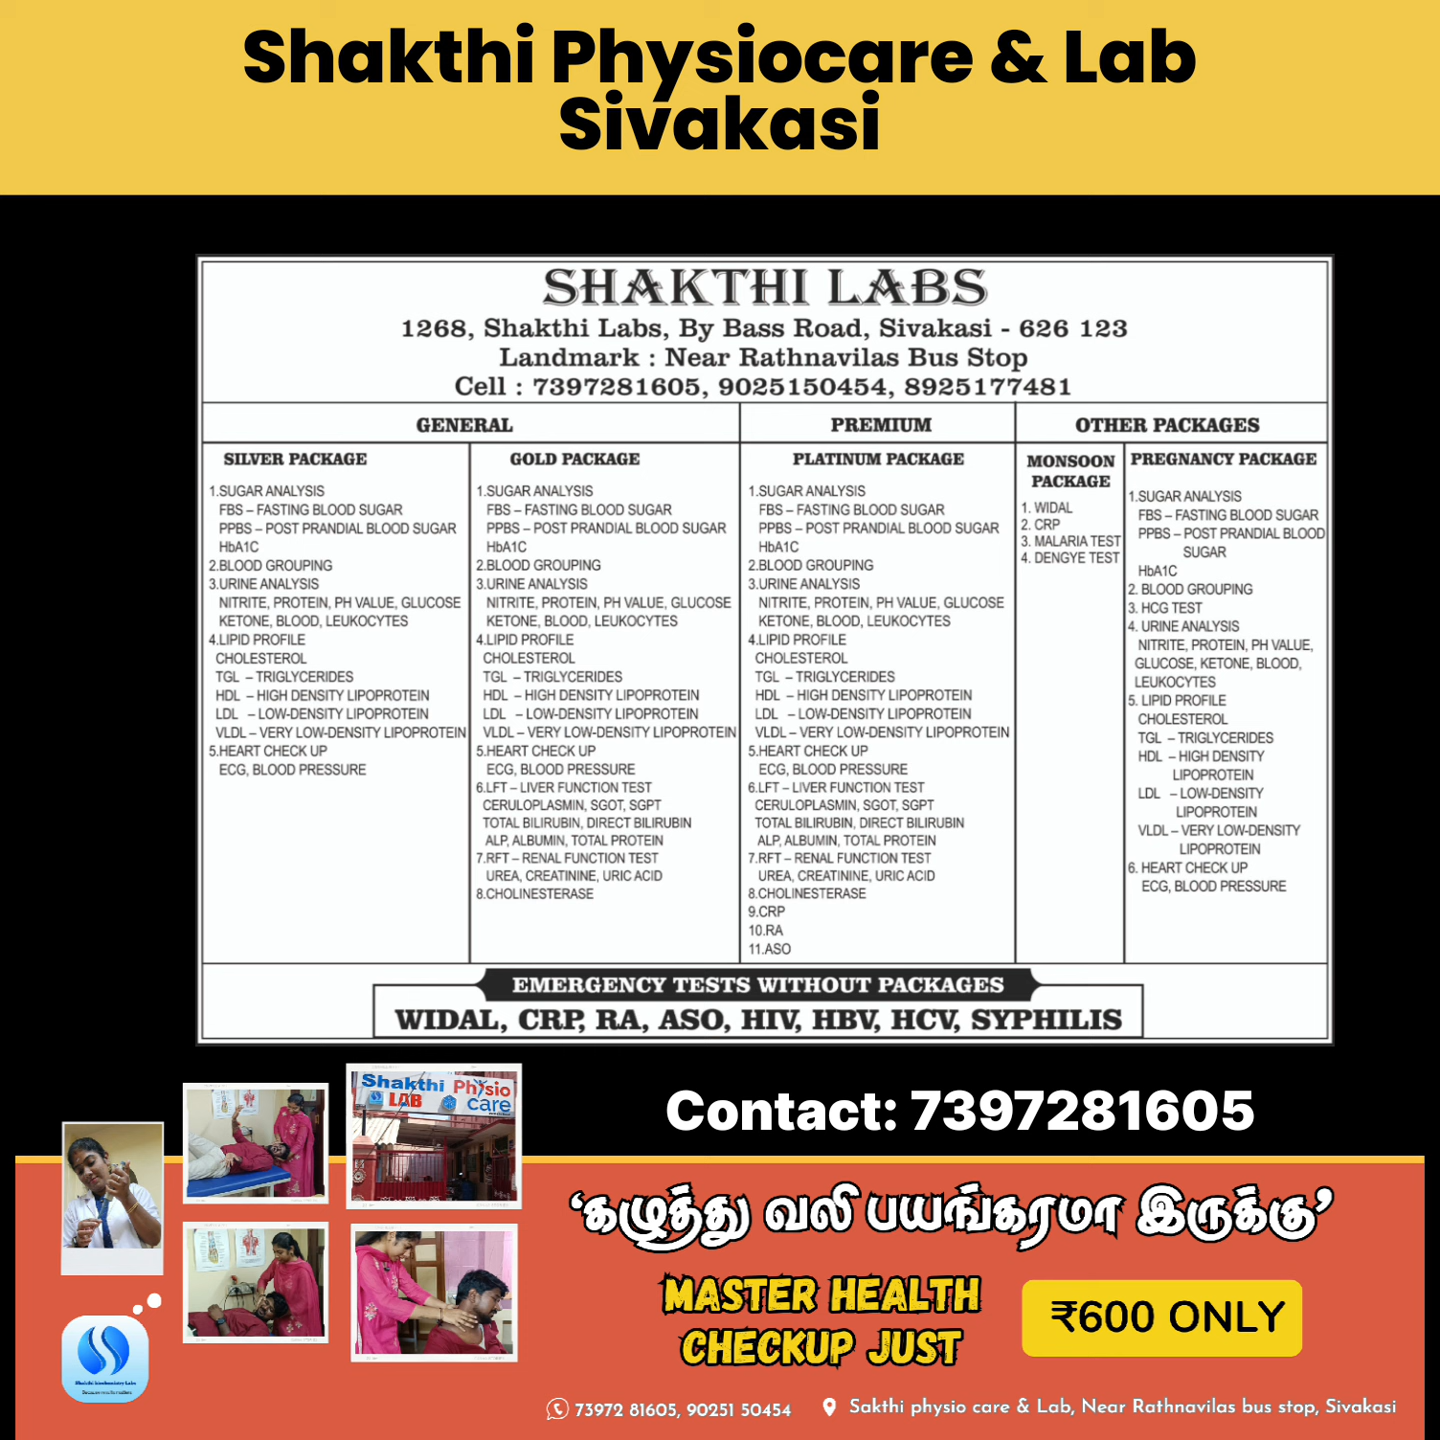 Shakthi Physiocare & Lab
Sivakasi
SHAKTHI LABS
1268, Shakthi Labs, By Bass Road, Sivakasi - 626 123
Landmark : Near Rathnavilas Bus Stop
Cell : 7397281605, 9025150454, 8925177481
GENERAL
SILVER PACKAGE
1.SUGAR ANALYSIS
FBS – FASTING BLOOD SUGAR
PPBS – POST PRANDIAL BLOOD SUGAR
HbA1C
2.BLOOD GROUPING
3.URINE ANALYSIS
NITRITE, PROTEIN, PH VALUE, GLUCOSE
KETONE, BLOOD, LEUKOCYTES
4.LIPID PROFILE
CHOLESTEROL
TGL – TRIGLYCERIDES
HDL – HIGH DENSITY LIPOPROTEIN
LDL – LOW-DENSITY LIPOPROTEIN
VLDL – VERY LOW-DENSITY LIPOPROTEIN
5.HEART CHECK UP
ECG, BLOOD PRESSURE
GOLD PACKAGE
1.SUGAR ANALYSIS
FBS – FASTING BLOOD SUGAR
PPBS – POST PRANDIAL BLOOD SUGAR
HbA1C
2.BLOOD GROUPING
3.URINE ANALYSIS
NITRITE, PROTEIN, PH VALUE, GLUCOSE
KETONE, BLOOD, LEUKOCYTES
4.LIPID PROFILE
CHOLESTEROL
TGL – TRIGLYCERIDES
HDL – HIGH DENSITY LIPOPROTEIN
LDL – LOW-DENSITY LIPOPROTEIN
VLDL – VERY LOW-DENSITY LIPOPROTEIN
5.HEART CHECK UP
ECG, BLOOD PRESSURE
6.LFT – LIVER FUNCTION TEST
CERULOPLASMIN, SGOT, SGPT
TOTAL BILIRUBIN, DIRECT BILIRUBIN
ALP, ALBUMIN, TOTAL PROTEIN
7.RFT – RENAL FUNCTION TEST
UREA, CREATININE, URIC ACID
8.CHOLINESTERASE
PREMIUM
PLATINUM PACKAGE
1.SUGAR ANALYSIS
FBS – FASTING BLOOD SUGAR
PPBS – POST PRANDIAL BLOOD SUGAR
HbA1C
2.BLOOD GROUPING
3.URINE ANALYSIS
NITRITE, PROTEIN, PH VALUE, GLUCOSE
KETONE, BLOOD, LEUKOCYTES
4.LIPID PROFILE
CHOLESTEROL
TGL – TRIGLYCERIDES
HDL – HIGH DENSITY LIPOPROTEIN
LDL – LOW-DENSITY LIPOPROTEIN
VLDL – VERY LOW-DENSITY LIPOPROTEIN
5.HEART CHECK UP
ECG, BLOOD PRESSURE
6.LFT – LIVER FUNCTION TEST
CERULOPLASMIN, SGOT, SGPT
TOTAL BILIRUBIN, DIRECT BILIRUBIN
ALP, ALBUMIN, TOTAL PROTEIN
7.RFT – RENAL FUNCTION TEST
UREA, CREATININE, URIC ACID
8.CHOLINESTERASE
9.CRP
10.RA
11.ASO
OTHER PACKAGES
MONSOON
PACKAGE
1. WIDAL
2. CRP
3. MALARIA TEST
4. DENGYE TEST
PREGNANCY PACKAGE
1.SUGAR ANALYSIS
FBS – FASTING BLOOD SUGAR
PPBS – POST PRANDIAL BLOOD
SUGAR
HbA1C
2. BLOOD GROUPING
3. HCG TEST
4. URINE ANALYSIS
NITRITE, PROTEIN, PH VALUE,
GLUCOSE, KETONE, BLOOD,
LEUKOCYTES
5. LIPID PROFILE
CHOLESTEROL
TGL – TRIGLYCERIDES
HDL – HIGH DENSITY
LIPOPROTEIN
LDL – LOW-DENSITY
LIPOPROTEIN
VLDL – VERY LOW-DENSITY
LIPOPROTEIN
6. HEART CHECK UP
ECG, BLOOD PRESSURE
EMERGENCY TESTS WITHOUT PACKAGES
WIDAL, CRP, RA, ASO, HIV, HBV, HCV, SYPHILIS
Shakthi Physio
LAB care
Contact: 7397281605
‘கழுத்து வலி பயங்கரமா இருக்கு’
MASTER HEALTH
CHECKUP JUST
₹600 ONLY
73972 81605, 90251 50454
Sakthi physio care & Lab, Near Rathnavilas bus stop, Sivakasi